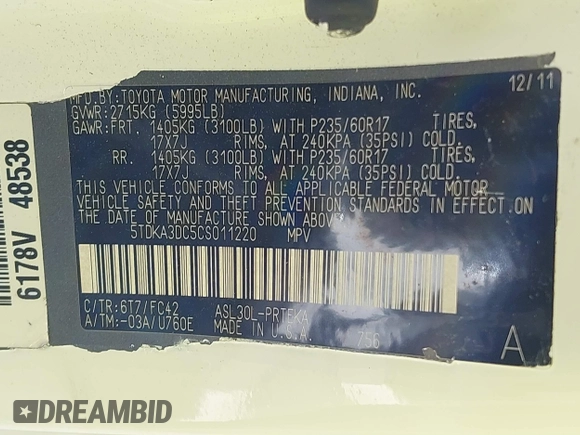 12/11
MFD.BY: TOYOTA MOTOR MANUFACTURING, INDIANA, INC.
GVWR: 2715KG (5995LB)
GAWR: FRT. 1405KG (3100LB) WITH P235/60R17 TIRES,
17X7J RIMS, AT 240KPA (35PSI) COLD.
RR. 1405KG (3100LB) WITH P235/60R17 TIRES,
17X7J RIMS, AT 240KPA (35PSI) COLD.
THIS VEHICLE CONFORMS TO ALL APPLICABLE FEDERAL MOTOR
VEHICLE SAFETY AND THEFT PREVENTION STANDARDS IN EFFECT ON
THE DATE OF MANUFACTURE SHOWN ABOVE.
5TDKA3DC5CS011220 MPV
C/TR: 6T7/FC42 ASL30L-PRTEKA
A/TM: -03A/U760E MADE IN U.S.A. 756
A
6178V 48538
DREAMBID